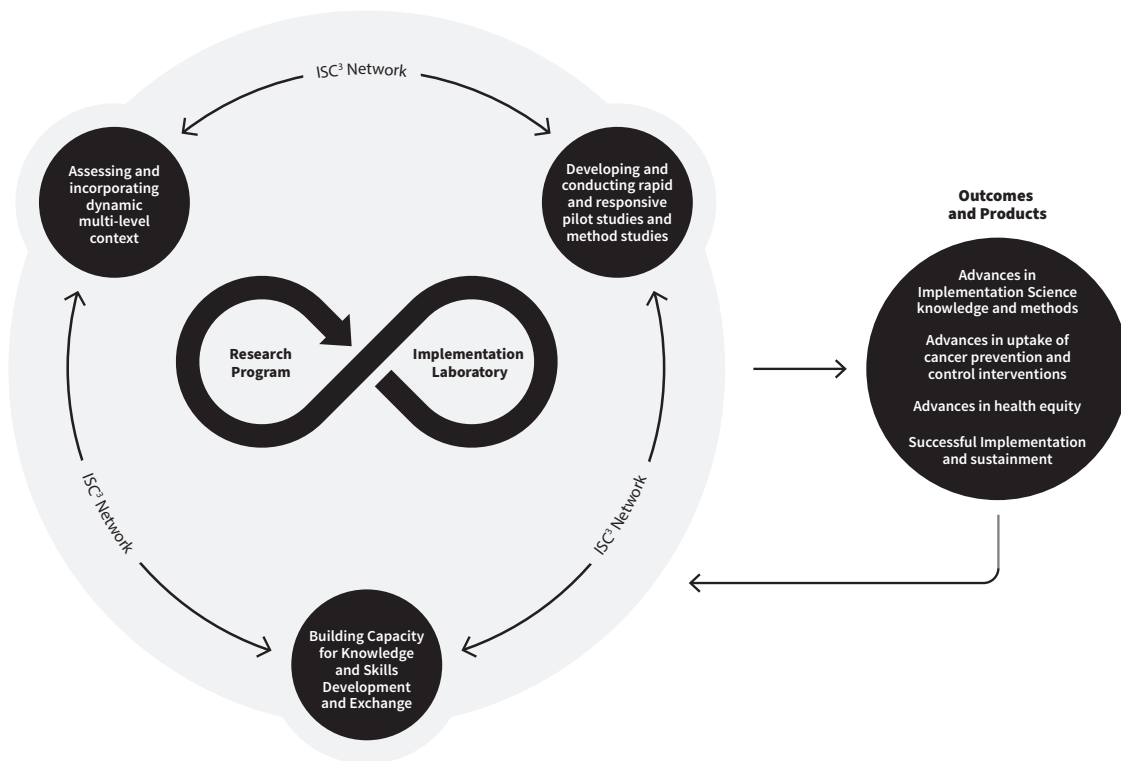 ISC³ Network
Assessing and
incorporating
dynamic
multi-level
context
Developing and
conducting rapid
and responsive
pilot studies and
method studies
Research
Program
Implementation
Laboratory
ISC³ Network
ISC³ Network
Building Capacity
for Knowledge
and Skills
Development
and Exchange
Outcomes
and Products
Advances in
Implementation Science
knowledge and methods
Advances in uptake of
cancer prevention and
control interventions
Advances in health equity
Successful Implementation
and sustainment